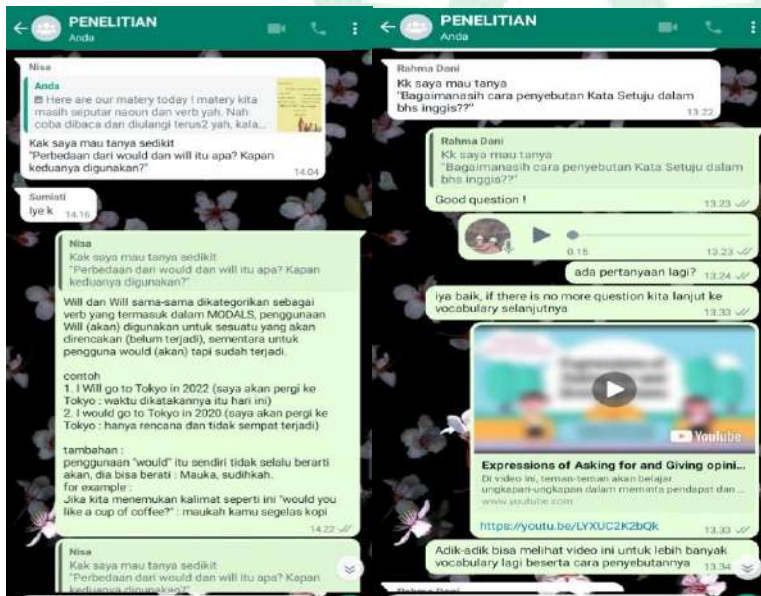 PENELITIAN
Anda
Nisa
Anda
Here are our matery today ! matery kita
masih seputar naoun dan verb yah. Nah
coba dibaca dan diulangi terus2 yah, kala...
Kak saya mau tanya sedikit
"Perbedaan dari would dan will itu apa? Kapan
keduanya digunakan?"
14.04
Sumiati
Iye k 14.16
Nisa
Kak saya mau tanya sedikit
"Perbedaan dari would dan will itu apa? Kapan
keduanya digunakan?"
Will dan Will sama-sama dikategorikan sebagai
verb yang termasuk dalam MODALS, penggunaan
Will (akan) digunakan untuk sesuatu yang akan
direncakan (belum terjadi), sementara untuk
pengguna would (akan) tapi sudah terjadi.
contoh
1. I Will go to Tokyo in 2022 (saya akan pergi ke
Tokyo : waktu dikatakannya itu hari ini)
2. I would go to Tokyo in 2020 (saya akan pergi ke
Tokyo : hanya rencana dan tidak sempat terjadi)
tambahan :
penggunaan "would" itu sendiri tidak selalu berarti
akan, dia bisa berati : Mauka, sudihkah.
for example :
Jika kita menemukan kalimat seperti ini "would you
like a cup of coffee?" : maukah kamu segelas kopi
14.22
Nisa
Kak saya mau tanya sedikit
"Perbedaan dari would dan will itu apa? Kapan
keduanya digunakan?"
PENELITIAN
Anda
Rahma Dani
Kk saya mau tanya
"Bagaimanasih cara penyebutan Kata Setuju dalam
bhs inggis??"
13.22
Rahma Dani
Kk saya mau tanya
"Bagaimanasih cara penyebutan Kata Setuju dalam
bhs inggis??"
Good question !
13.23
0.15 13.23
ada pertanyaan lagi? 13.24
iya baik, if there is no more question kita lanjut ke
vocabulary selanjutnya
13.33
YouTube
Expressions of Asking for and Giving opini...
Di video ini, teman-teman akan belajar
ungkapan-ungkapan dalam meminta pendapat dan ...
www.youtube.com
https://youtu.be/LYXUC2K2bQk
13.33
Adik-adik bisa melihat video ini untuk lebih banyak
vocabulary lagi beserta cara penyebutannya 13.34
Rahma Dani